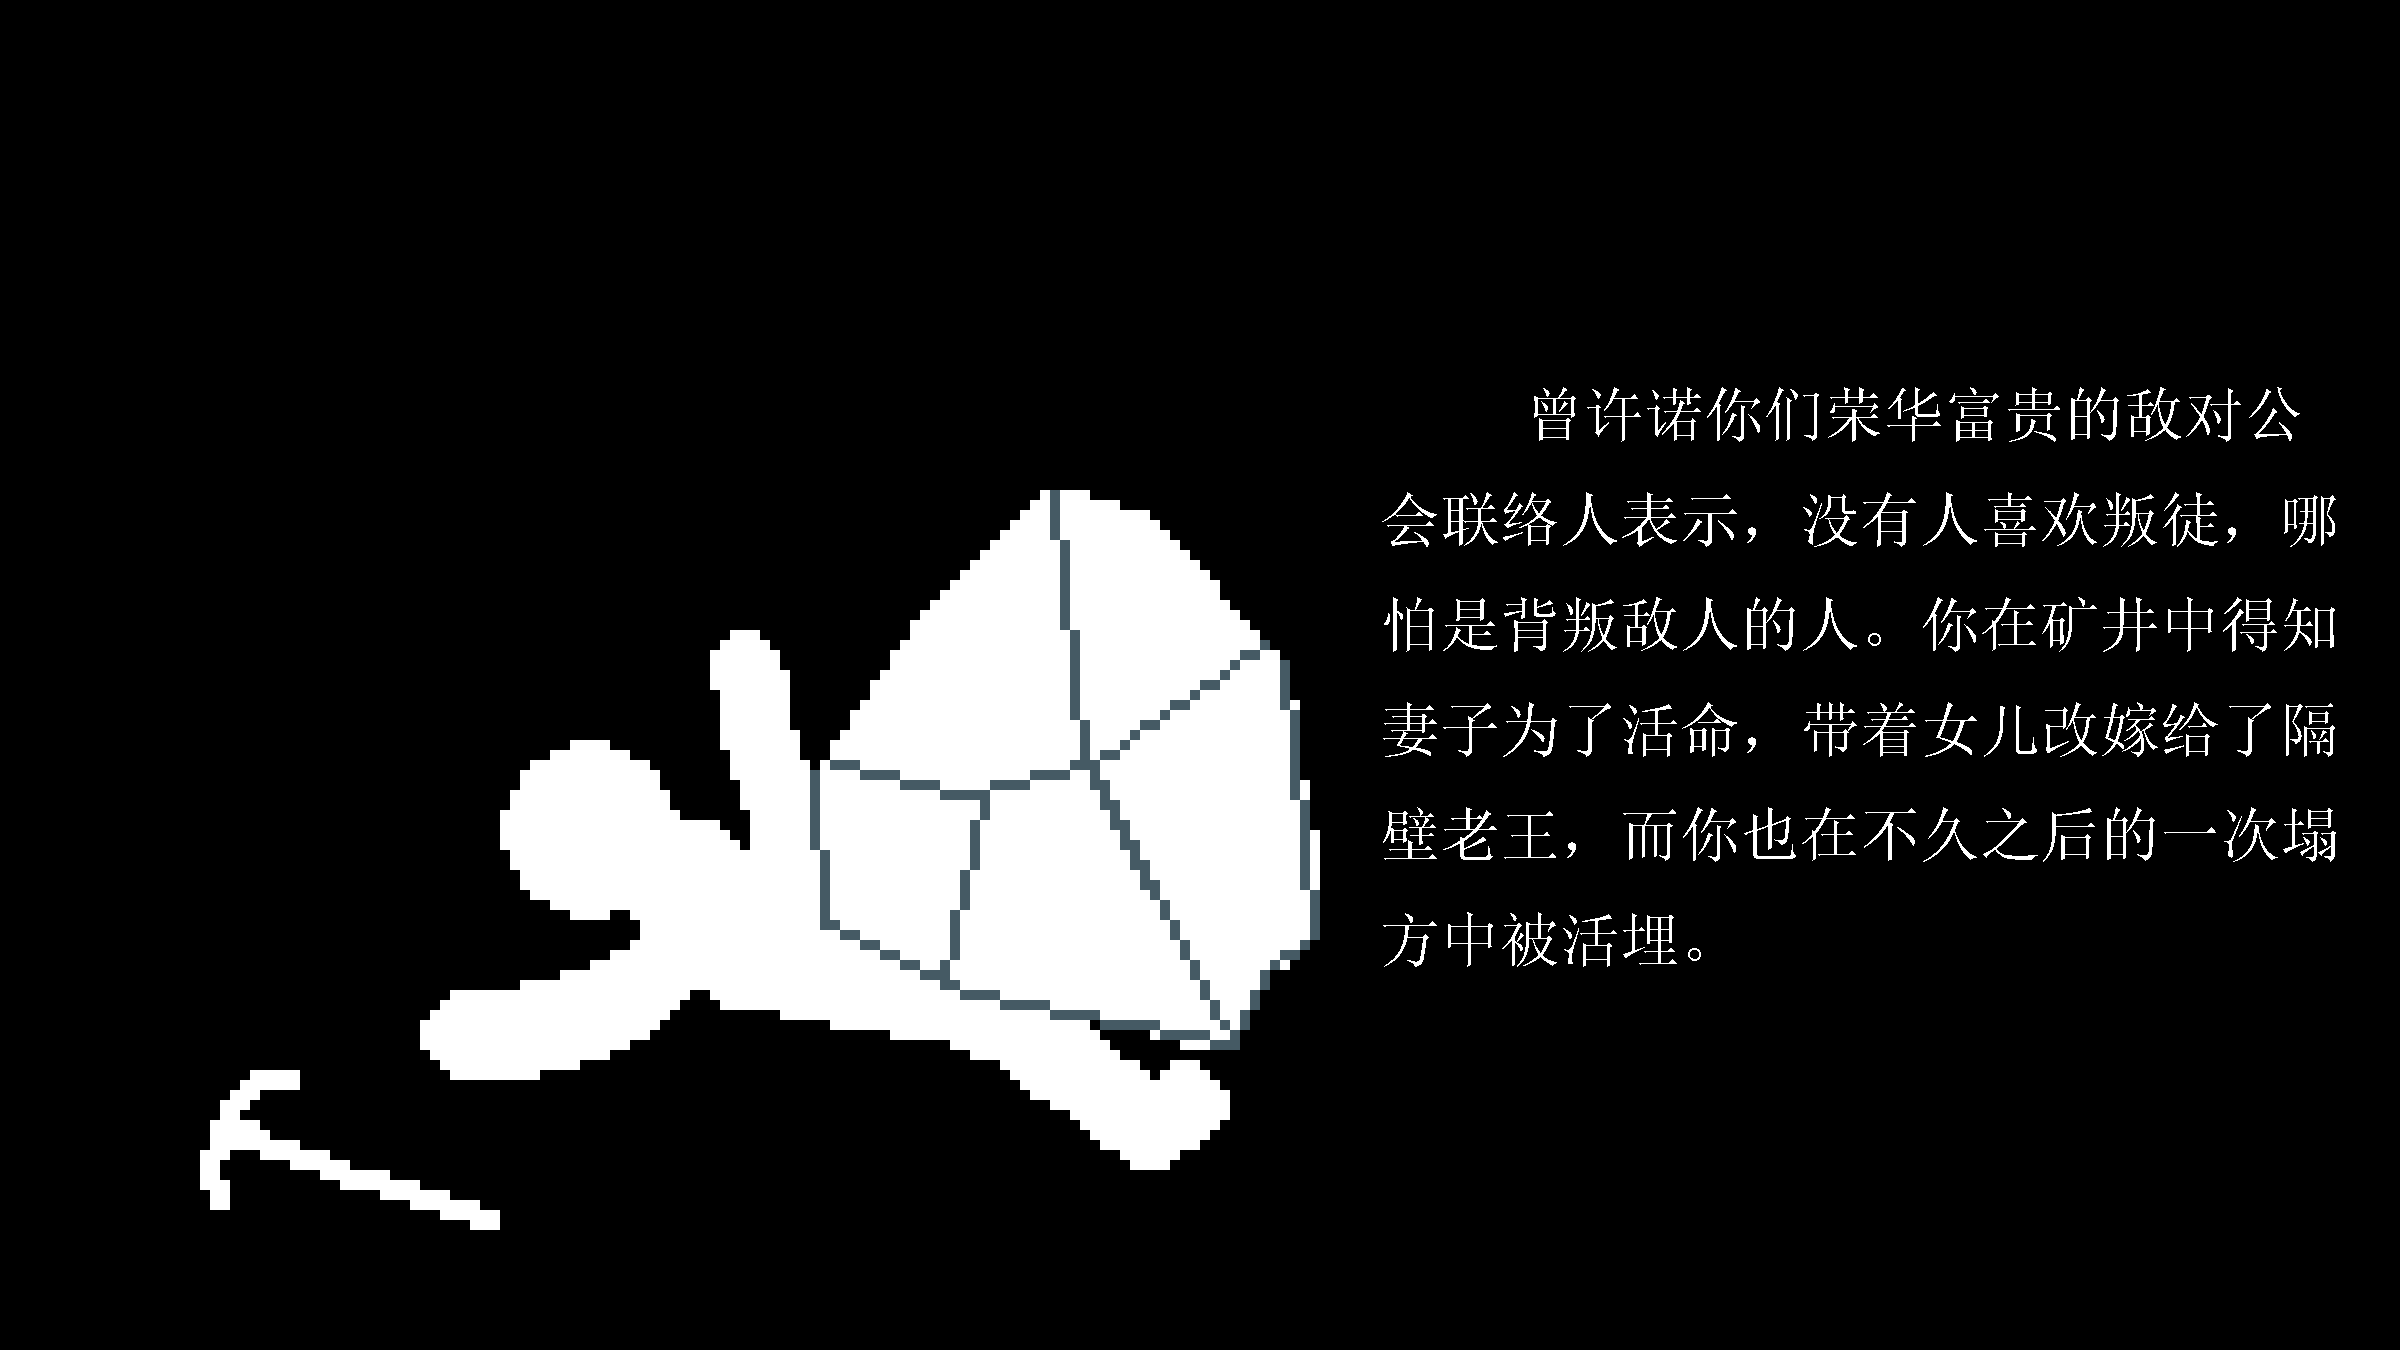 曾许诺你们荣华富贵的敌对公
会联络人表示，没有人喜欢叛徒，哪
怕是背叛敌人的人。你在矿井中得知
妻子为了活命，带着女儿改嫁给了隔
壁老王，而你也在不久之后的一次塌
方中被活埋。